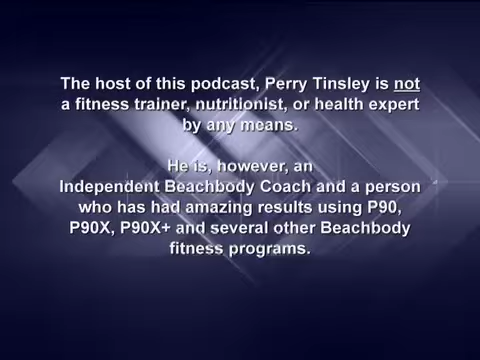 The host of this podcast, Perry Tinsley is not
a fitness trainer, nutritionist, or health expert
by any means.
He is, however, an
Independent Beachbody Coach and a person
who has had amazing results using P90,
P90X, P90X+ and several other Beachbody
fitness programs.